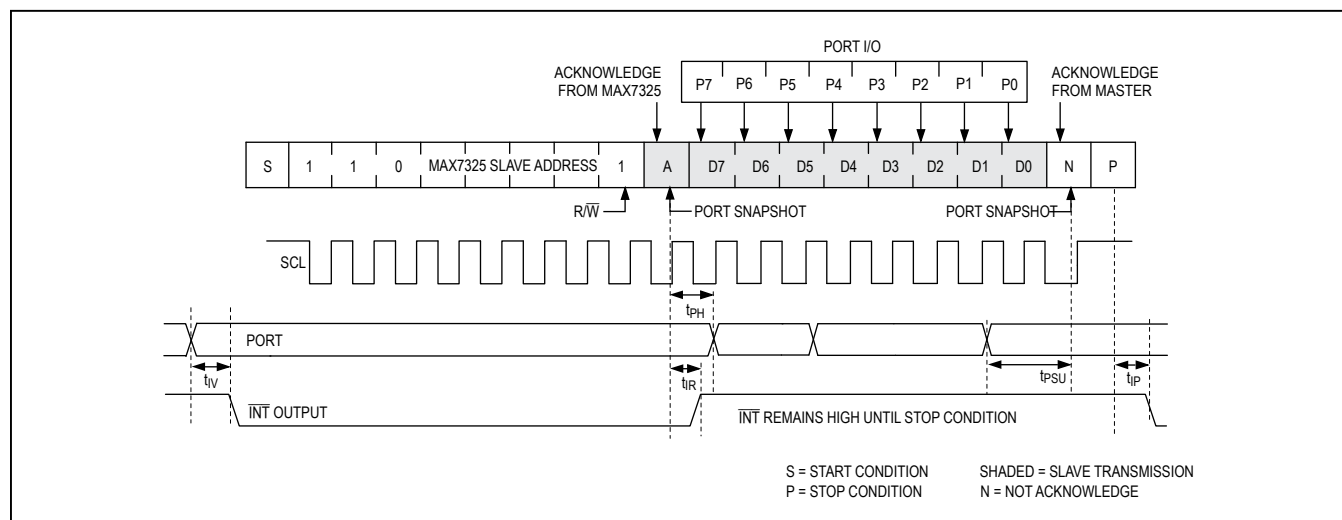 PORT I/O
ACKNOWLEDGE
FROM MAX7325
P7 P6 P5 P4 P3 P2 P1 P0
ACKNOWLEDGE
FROM MASTER
S 1 1 0 MAX7325 SLAVE ADDRESS 1 A D7 D6 D5 D4 D3 D2 D1 D0 N P
R/W̅ PORT SNAPSHOT PORT SNAPSHOT
SCL
tPH
PORT
tIV tIR tPSU tIP
I̅N̅T̅ OUTPUT I̅N̅T̅ REMAINS HIGH UNTIL STOP CONDITION
S = START CONDITION SHADED = SLAVE TRANSMISSION
P = STOP CONDITION N = NOT ACKNOWLEDGE